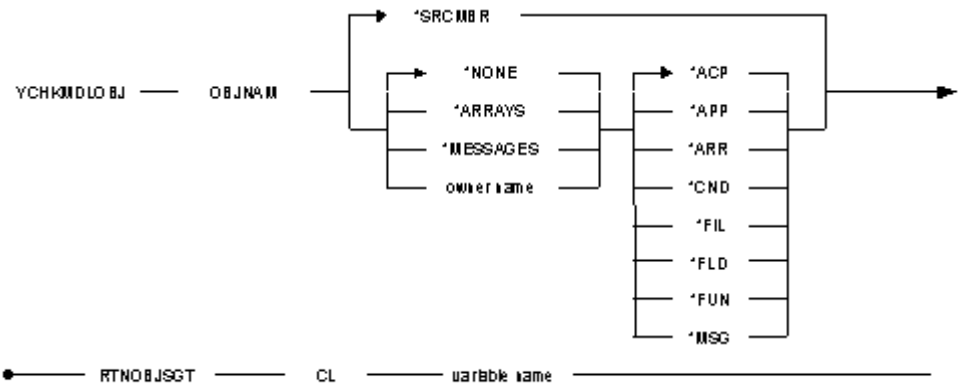 *SRCMBR
YCHKMDLOBJ OBJNAM
*NONE
*ARRAYS
*MESSAGES
owner name
*ACP
*APP
*ARR
*CND
*FIL
*FLD
*FUN
*MSG
RTNOBJSGT CL variable name